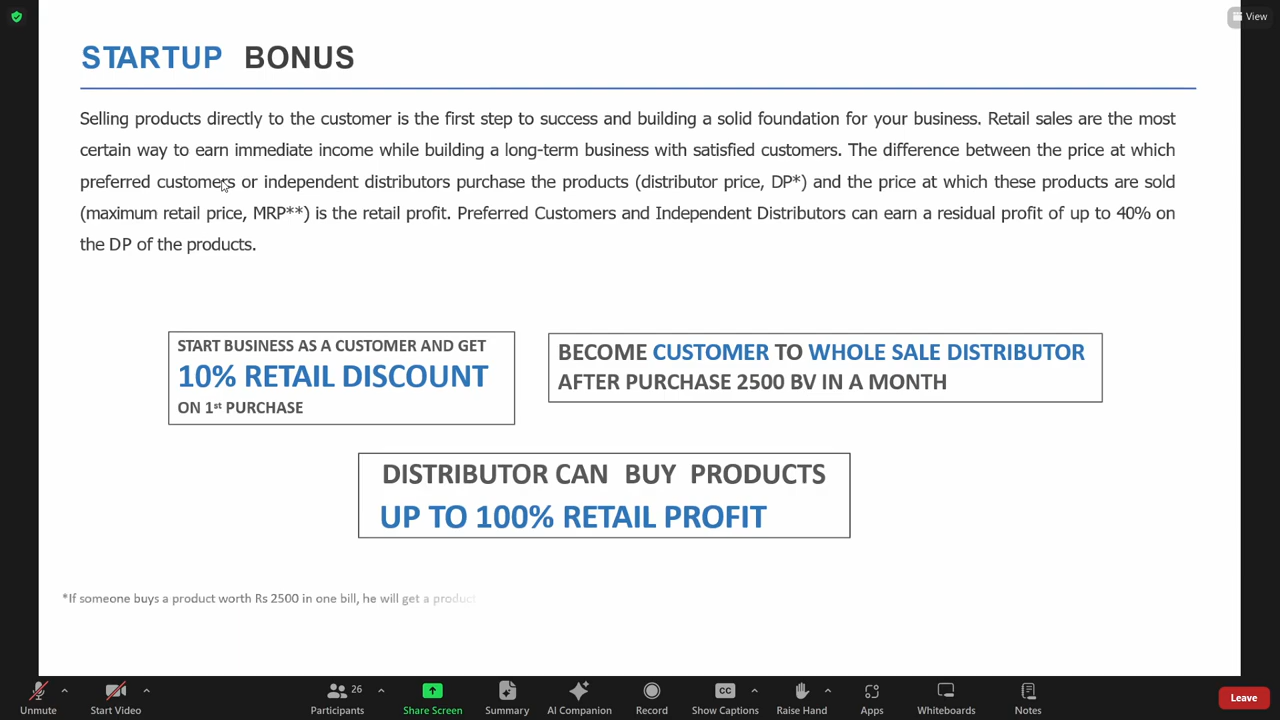 View
STARTUP BONUS
Selling products directly to the customer is the first step to success and building a solid foundation for your business. Retail sales are the most
certain way to earn immediate income while building a long-term business with satisfied customers. The difference between the price at which
preferred customers or independent distributors purchase the products (distributor price, DP*) and the price at which these products are sold
(maximum retail price, MRP**) is the retail profit. Preferred Customers and Independent Distributors can earn a residual profit of up to 40% on
the DP of the products.
START BUSINESS AS A CUSTOMER AND GET
10% RETAIL DISCOUNT
ON 1st PURCHASE
BECOME CUSTOMER TO WHOLE SALE DISTRIBUTOR
AFTER PURCHASE 2500 BV IN A MONTH
DISTRIBUTOR CAN BUY PRODUCTS
UP TO 100% RETAIL PROFIT
*If someone buys a product worth Rs 2500 in one bill, he will get a product
Unmute
Start Video
26
Participants
Share Screen
Summary
AI Companion
Record
CC
Show Captions
Raise Hand
Apps
Whiteboards
Notes
Leave